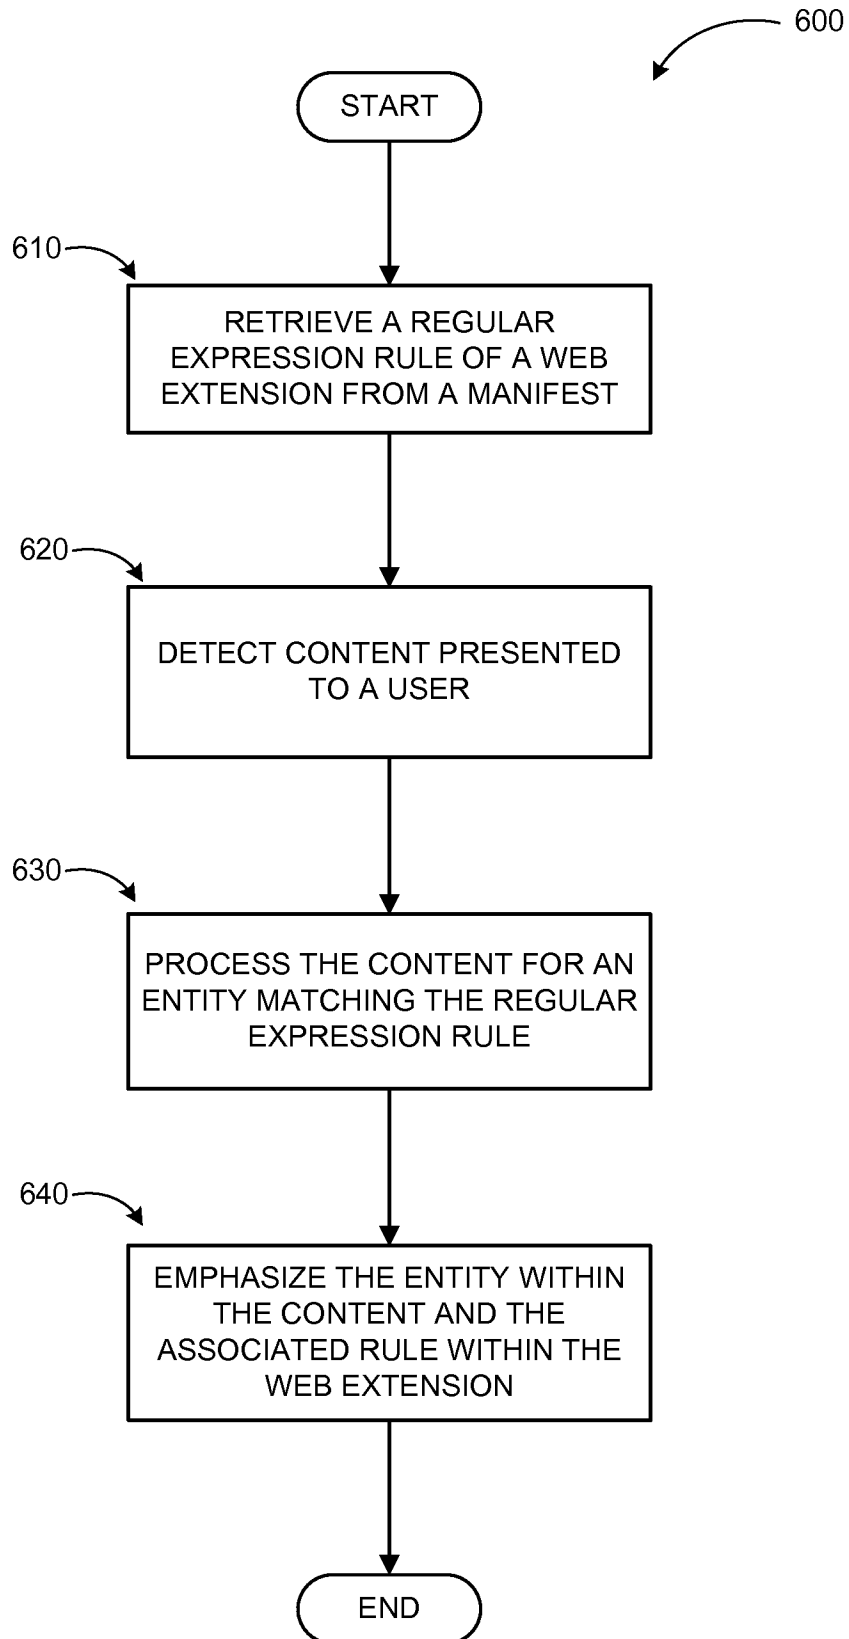 600
START
610
RETRIEVE A REGULAR
EXPRESSION RULE OF A WEB
EXTENSION FROM A MANIFEST
620
DETECT CONTENT PRESENTED
TO A USER
630
PROCESS THE CONTENT FOR AN
ENTITY MATCHING THE REGULAR
EXPRESSION RULE
640
EMPHASIZE THE ENTITY WITHIN
THE CONTENT AND THE
ASSOCIATED RULE WITHIN THE
WEB EXTENSION
END